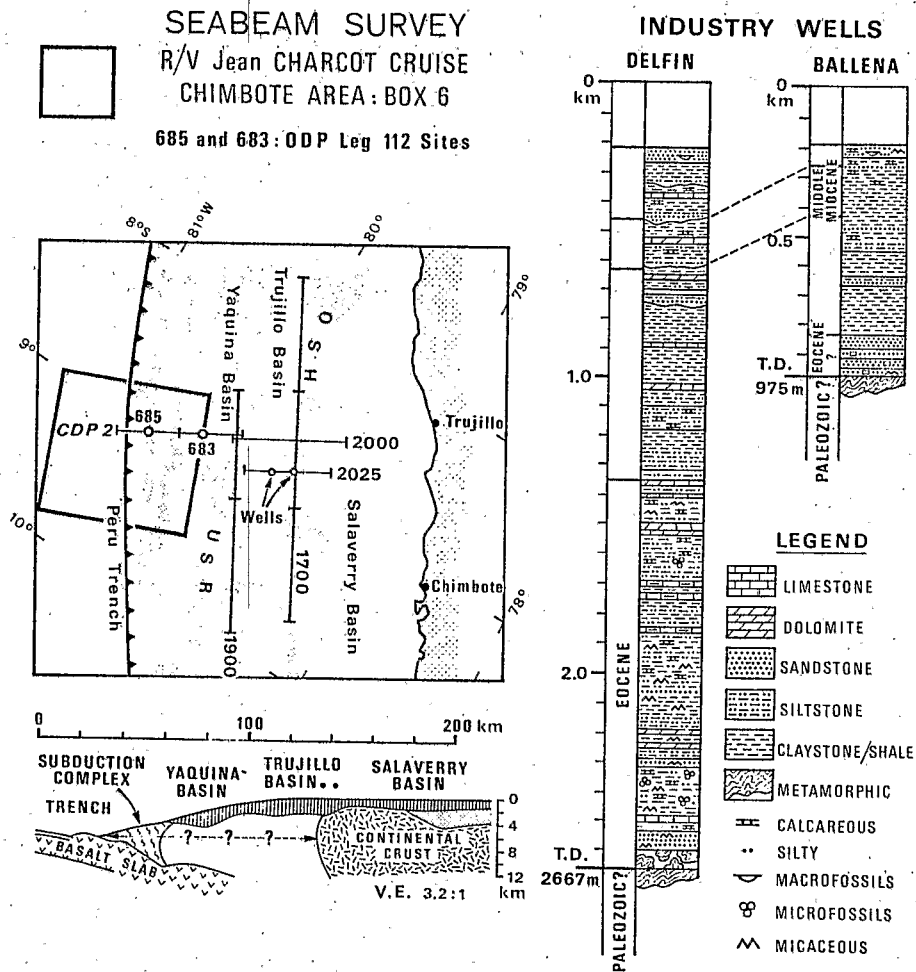 SEABEAM SURVEY
R/V Jean CHARCOT CRUISE
CHIMBOTE AREA: BOX 6
685 and 683: ODP Leg 112 Sites
8°S
81°W
80°
79°
9°
10°
78°
Yaquina Basin
Trujillo Basin
O S H
685
CDP 2
683
2000
2025
Trujillo
Wells
Peru Trench
U S R
Salaverry Basin
1700
1900
Chimbote
0 100 200 km
SUBDUCTION COMPLEX
YAQUINA-BASIN
TRUJILLO BASIN..
SALAVERRY BASIN
TRENCH
? ? ?
BASALT SLAB
CONTINENTAL CRUST
0
4
8
12
km
V.E. 3.2:1
INDUSTRY WELLS
DELFIN
0
km
1.0
2.0
T.D.
2667m
EOCENE
PALEOZOIC?
BALLENA
0
km
0.5
T.D.
975m
MIDDLE MIOCENE
EOCENE ?
PALEOZOIC?
LEGEND
LIMESTONE
DOLOMITE
SANDSTONE
SILTSTONE
CLAYSTONE/SHALE
METAMORPHIC
CALCAREOUS
SILTY
MACROFOSSILS
MICROFOSSILS
MICACEOUS